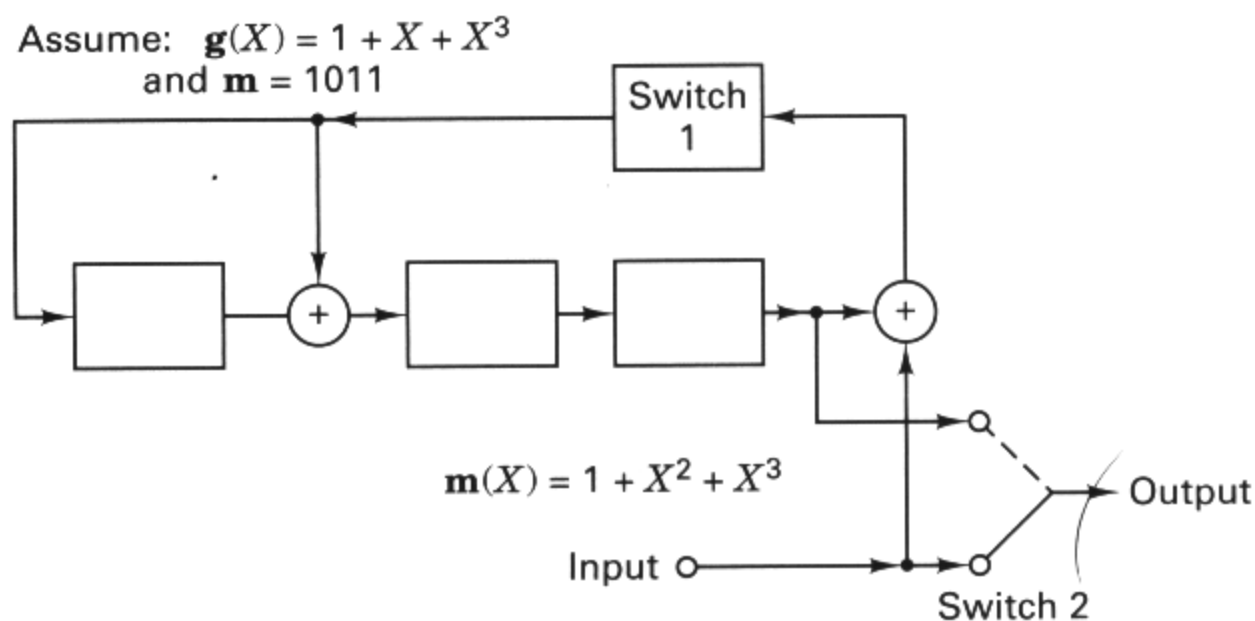 Assume: g(X) = 1 + X + X³
and m = 1011
Switch
1
+
+
m(X) = 1 + X² + X³
Output
Input
Switch 2